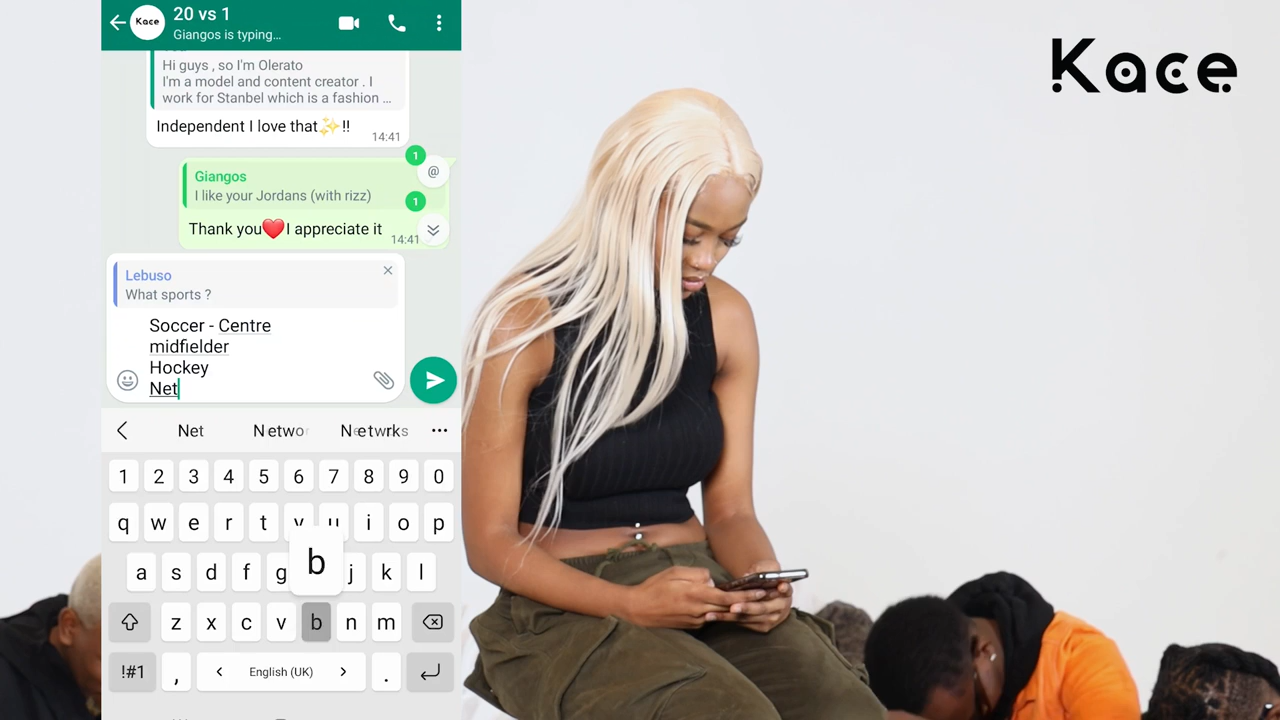 Kace
20 vs 1
Giangos is typing...
Hi guys , so I'm Olerato
I'm a model and content creator . I
work for Stanbel which is a fashion ...
Independent I love that✨!!
14:41
1
@
Giangos
I like your Jordans (with rizz)
1
Thank you❤️I appreciate it
14:41
Lebuso
What sports ?
Soccer - Centre
midfielder
Hockey
Net
Net
1 2 3 4 5 6 7 8 9 0
q w e r t y u i o p
a s d f g b j k l
z x c v b n m
!#1 , < English (UK) > .
Kace